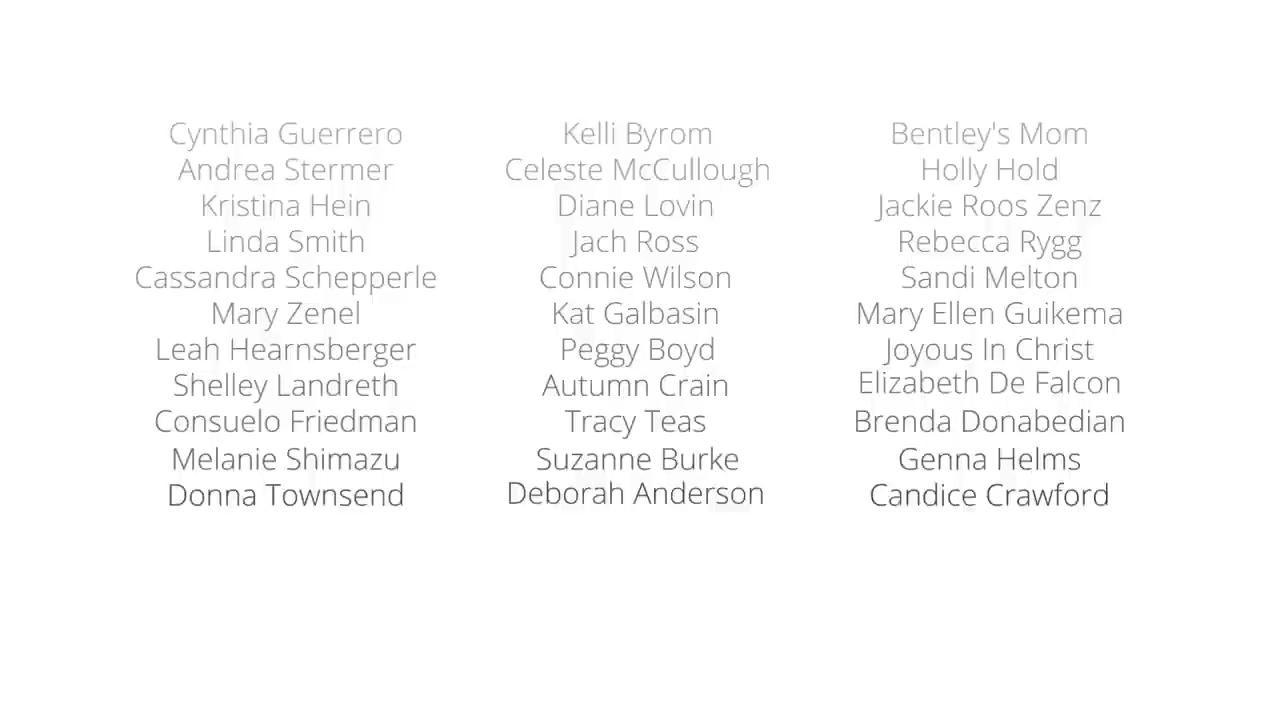 Cynthia Guerrero
Andrea Stermer
Kristina Hein
Linda Smith
Cassandra Schepperle
Mary Zenel
Leah Hearnsberger
Shelley Landreth
Consuelo Friedman
Melanie Shimazu
Donna Townsend
Kelli Byrom
Celeste McCullough
Diane Lovin
Jach Ross
Connie Wilson
Kat Galbasin
Peggy Boyd
Autumn Crain
Tracy Teas
Suzanne Burke
Deborah Anderson
Bentley's Mom
Holly Hold
Jackie Roos Zenz
Rebecca Rygg
Sandi Melton
Mary Ellen Guikema
Joyous In Christ
Elizabeth De Falcon
Brenda Donabedian
Genna Helms
Candice Crawford